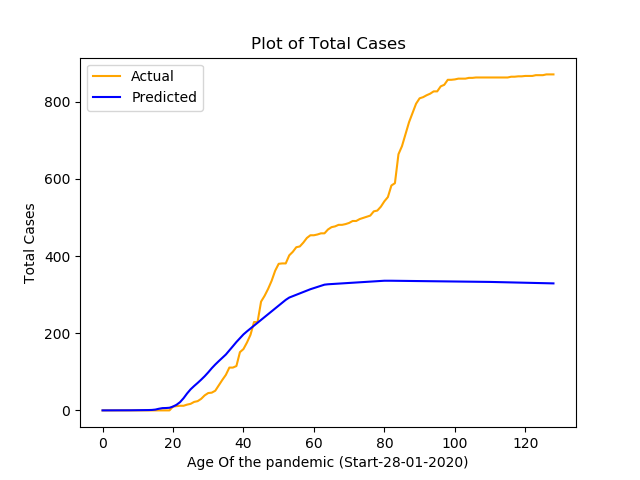 Plot of Total Cases
Actual
Predicted
Total Cases
800
600
400
200
0
0 20 40 60 80 100 120
Age Of the pandemic (Start-28-01-2020)